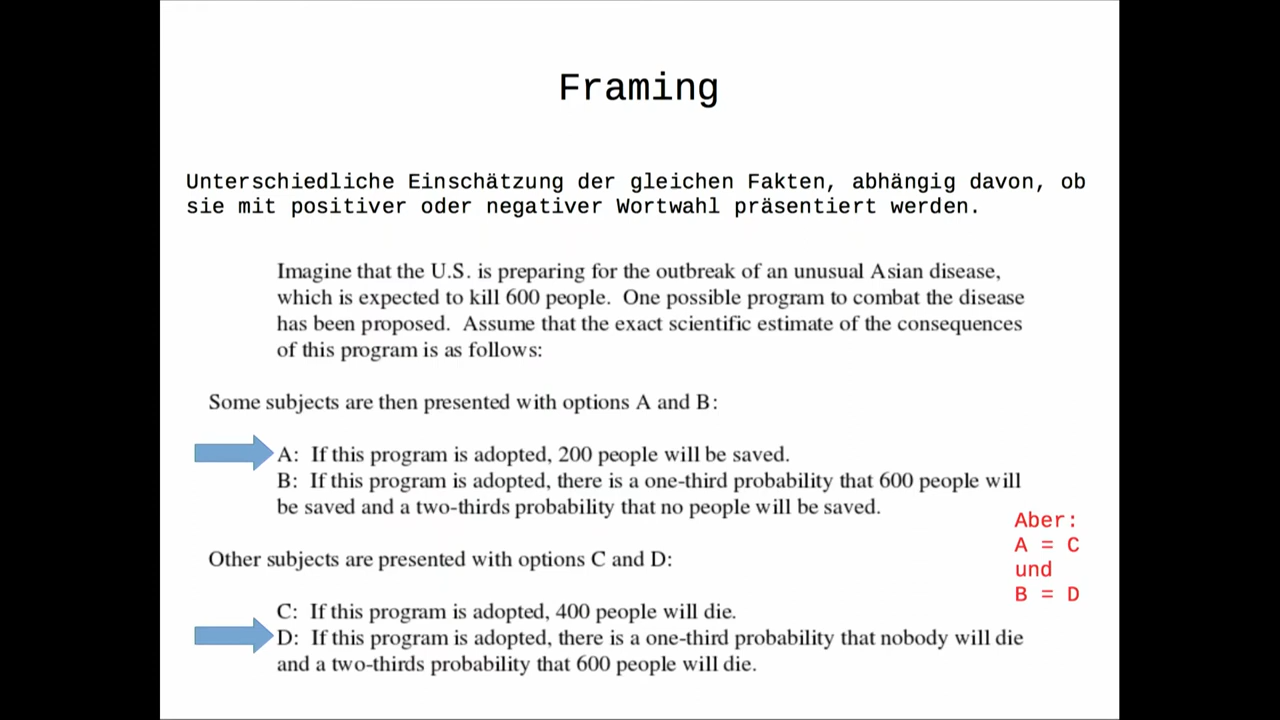 Framing
Unterschiedliche Einschätzung der gleichen Fakten, abhängig davon, ob
sie mit positiver oder negativer Wortwahl präsentiert werden.
Imagine that the U.S. is preparing for the outbreak of an unusual Asian disease,
which is expected to kill 600 people. One possible program to combat the disease
has been proposed. Assume that the exact scientific estimate of the consequences
of this program is as follows:
Some subjects are then presented with options A and B:
A: If this program is adopted, 200 people will be saved.
B: If this program is adopted, there is a one-third probability that 600 people will
be saved and a two-thirds probability that no people will be saved.
Other subjects are presented with options C and D:
C: If this program is adopted, 400 people will die.
D: If this program is adopted, there is a one-third probability that nobody will die
and a two-thirds probability that 600 people will die.
Aber:
A = C
und
B = D